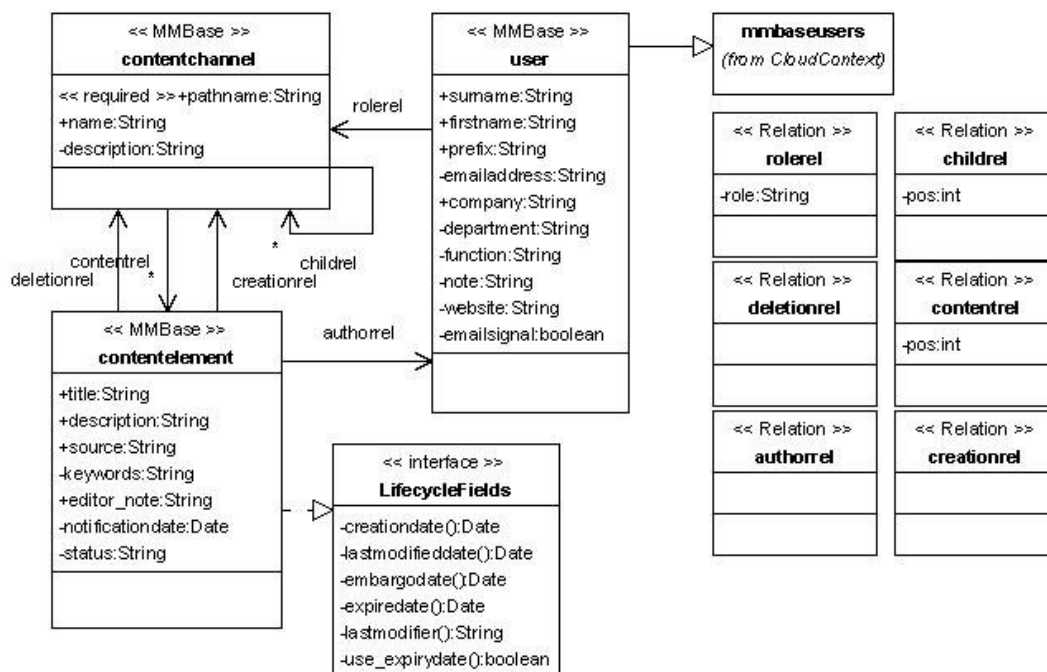 << MMBase >>
contentchannel
<< required >>+pathname:String
+name:String
-description:String
rolerel
<< MMBase >>
user
+surname:String
+firstname:String
+prefix:String
-emailaddress:String
+company:String
-department:String
-function:String
-note:String
-website:String
-emailsignal:boolean
mmbaseusers
(from CloudContext)
<< Relation >>
rolerel
-role:String
<< Relation >>
childrel
-pos:int
<< Relation >>
deletionrel
<< Relation >>
contentrel
-pos:int
<< Relation >>
authorrel
<< Relation >>
creationrel
contentrel
deletionrel
*
creationrel
*
childrel
authorrel
<< MMBase >>
contentelement
+title:String
+description:String
+source:String
-keywords:String
+editor_note:String
-notificationdate:Date
-status:String
<< interface >>
LifecycleFields
-creationdate():Date
-lastmodifieddate():Date
-embargodate():Date
-expiredate():Date
-lastmodifier():String
-use_expirydate():boolean